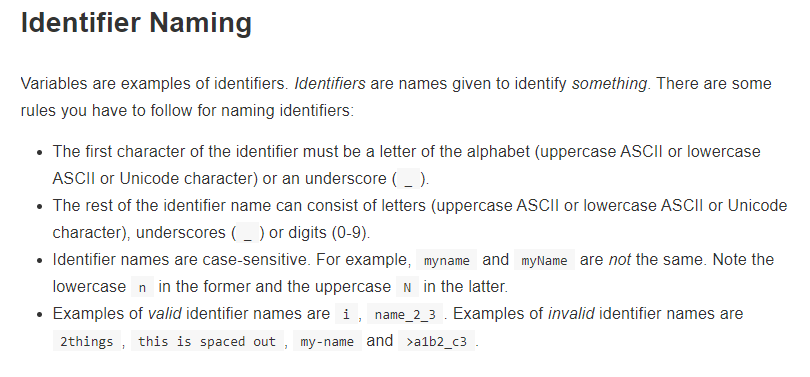 Identifier Naming
Variables are examples of identifiers. Identifiers are names given to identify something. There are some
rules you have to follow for naming identifiers:
• The first character of the identifier must be a letter of the alphabet (uppercase ASCII or lowercase
ASCII or Unicode character) or an underscore ( _ ).
• The rest of the identifier name can consist of letters (uppercase ASCII or lowercase ASCII or Unicode
character), underscores ( _ ) or digits (0-9).
• Identifier names are case-sensitive. For example, myname and myName are not the same. Note the
lowercase n in the former and the uppercase N in the latter.
• Examples of valid identifier names are i , name_2_3 . Examples of invalid identifier names are
2things , this is spaced out , my-name and >a1b2_c3 .